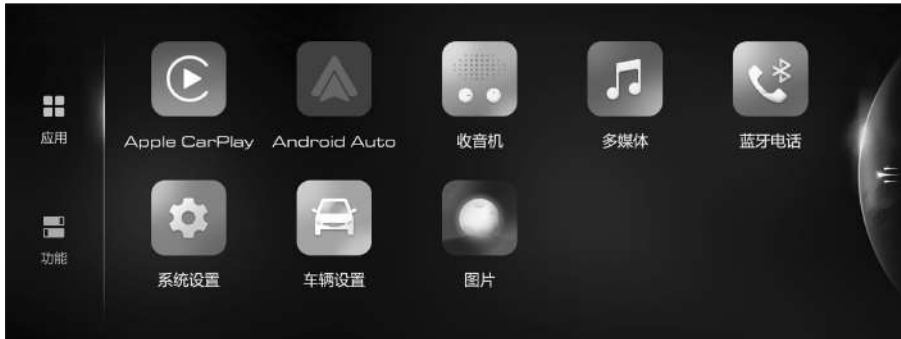 应用
Apple CarPlay
Android Auto
收音机
多媒体
蓝牙电话
功能
系统设置
车辆设置
图片